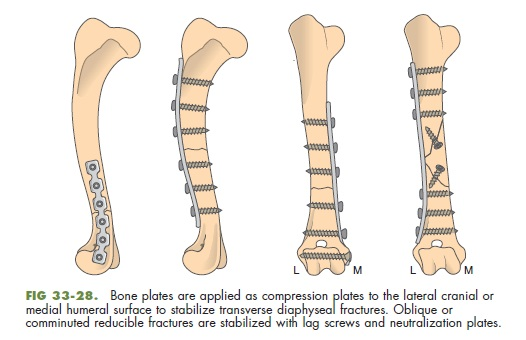 L M L M
FIG 33-28. Bone plates are applied as compression plates to the lateral cranial or
medial humeral surface to stabilize transverse diaphyseal fractures. Oblique or
comminuted reducible fractures are stabilized with lag screws and neutralization plates.